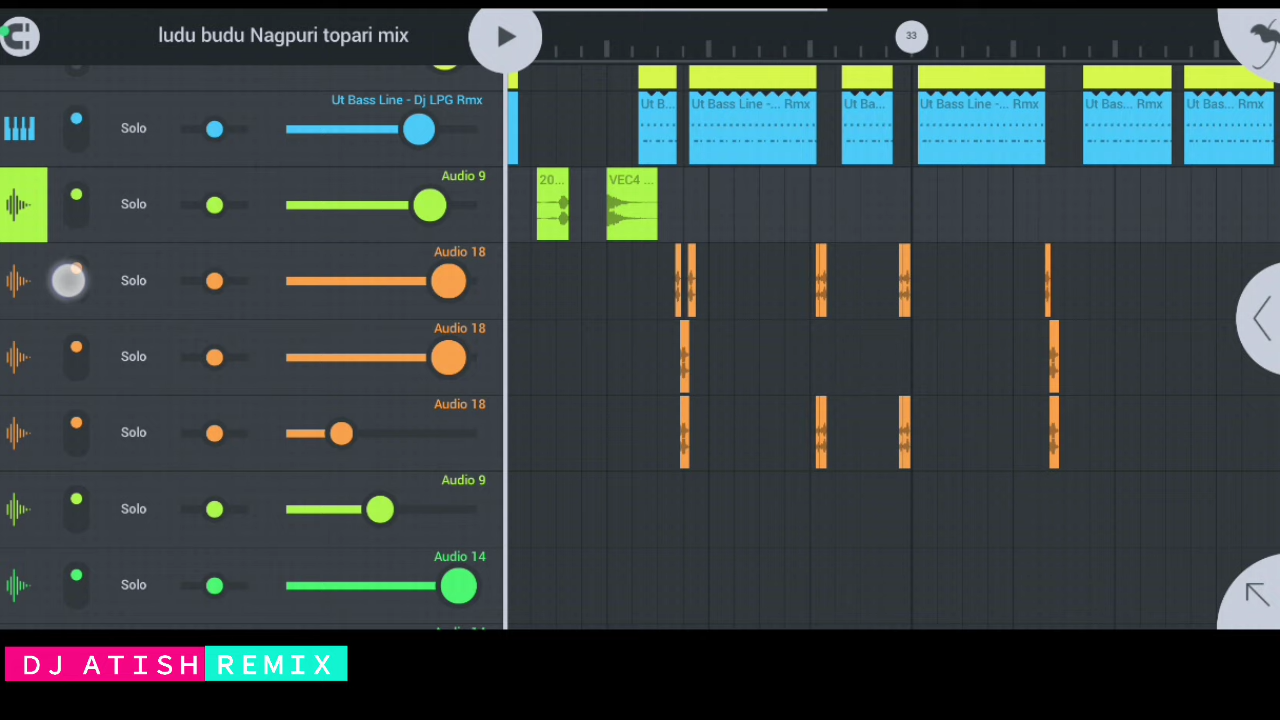 ludu budu Nagpuri topari mix
33
Ut Bass Line - Dj LPG Rmx
Solo
Ut B...
Ut Bass Line -... Rmx
Ut Ba...
Ut Bass Line -... Rmx
Ut Bas... Rmx
Ut Bas... Rmx
Audio 9
Solo
20...
VEC4 ...
Audio 18
Solo
Audio 18
Solo
Audio 18
Solo
Audio 9
Solo
Audio 14
Solo
DJ ATISH REMIX